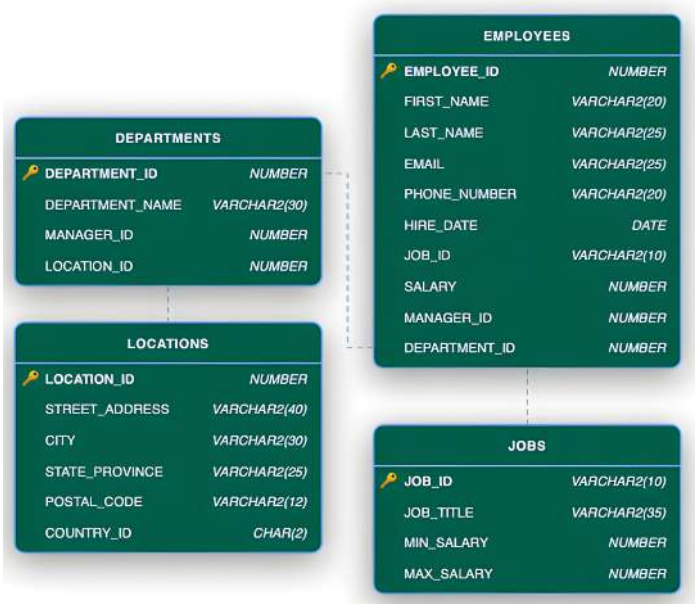 EMPLOYEES
EMPLOYEE_ID NUMBER
FIRST_NAME VARCHAR2(20)
LAST_NAME VARCHAR2(25)
EMAIL VARCHAR2(25)
PHONE_NUMBER VARCHAR2(20)
HIRE_DATE DATE
JOB_ID VARCHAR2(10)
SALARY NUMBER
MANAGER_ID NUMBER
DEPARTMENT_ID NUMBER
DEPARTMENTS
DEPARTMENT_ID NUMBER
DEPARTMENT_NAME VARCHAR2(30)
MANAGER_ID NUMBER
LOCATION_ID NUMBER
LOCATIONS
LOCATION_ID NUMBER
STREET_ADDRESS VARCHAR2(40)
CITY VARCHAR2(30)
STATE_PROVINCE VARCHAR2(25)
POSTAL_CODE VARCHAR2(12)
COUNTRY_ID CHAR(2)
JOBS
JOB_ID VARCHAR2(10)
JOB_TITLE VARCHAR2(35)
MIN_SALARY NUMBER
MAX_SALARY NUMBER